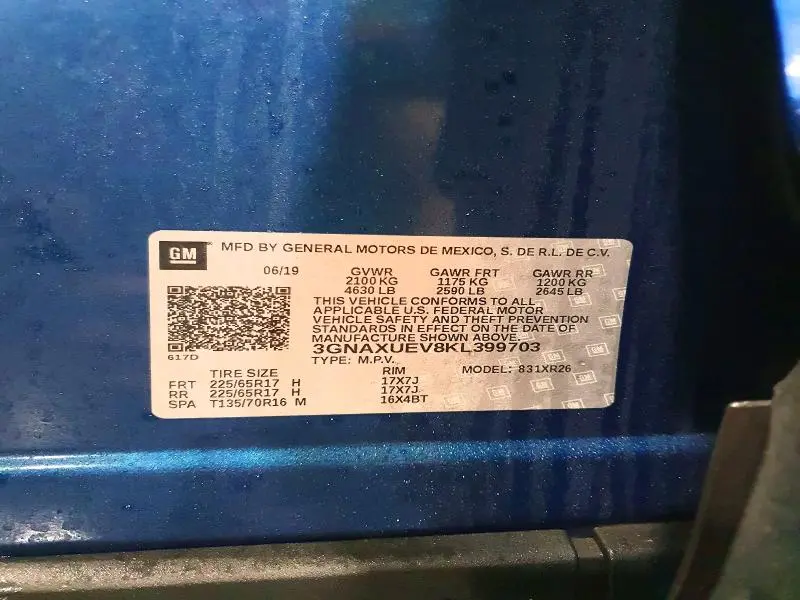 GM MFD BY GENERAL MOTORS DE MEXICO, S. DE R.L. DE C.V.
06/19 GVWR GAWR FRT GAWR RR
2100 KG 1175 KG 1200 KG
4630 LB 2590 LB 2645 LB
THIS VEHICLE CONFORMS TO ALL
APPLICABLE U.S. FEDERAL MOTOR
VEHICLE SAFETY AND THEFT PREVENTION
STANDARDS IN EFFECT ON THE DATE OF
MANUFACTURE SHOWN ABOVE.
3GNAXUEV8KL399703
617D TYPE: M.P.V. MODEL: 831XR26
TIRE SIZE RIM
FRT 225/65R17 H 17X7J
RR 225/65R17 H 17X7J
SPA T135/70R16 M 16X4BT